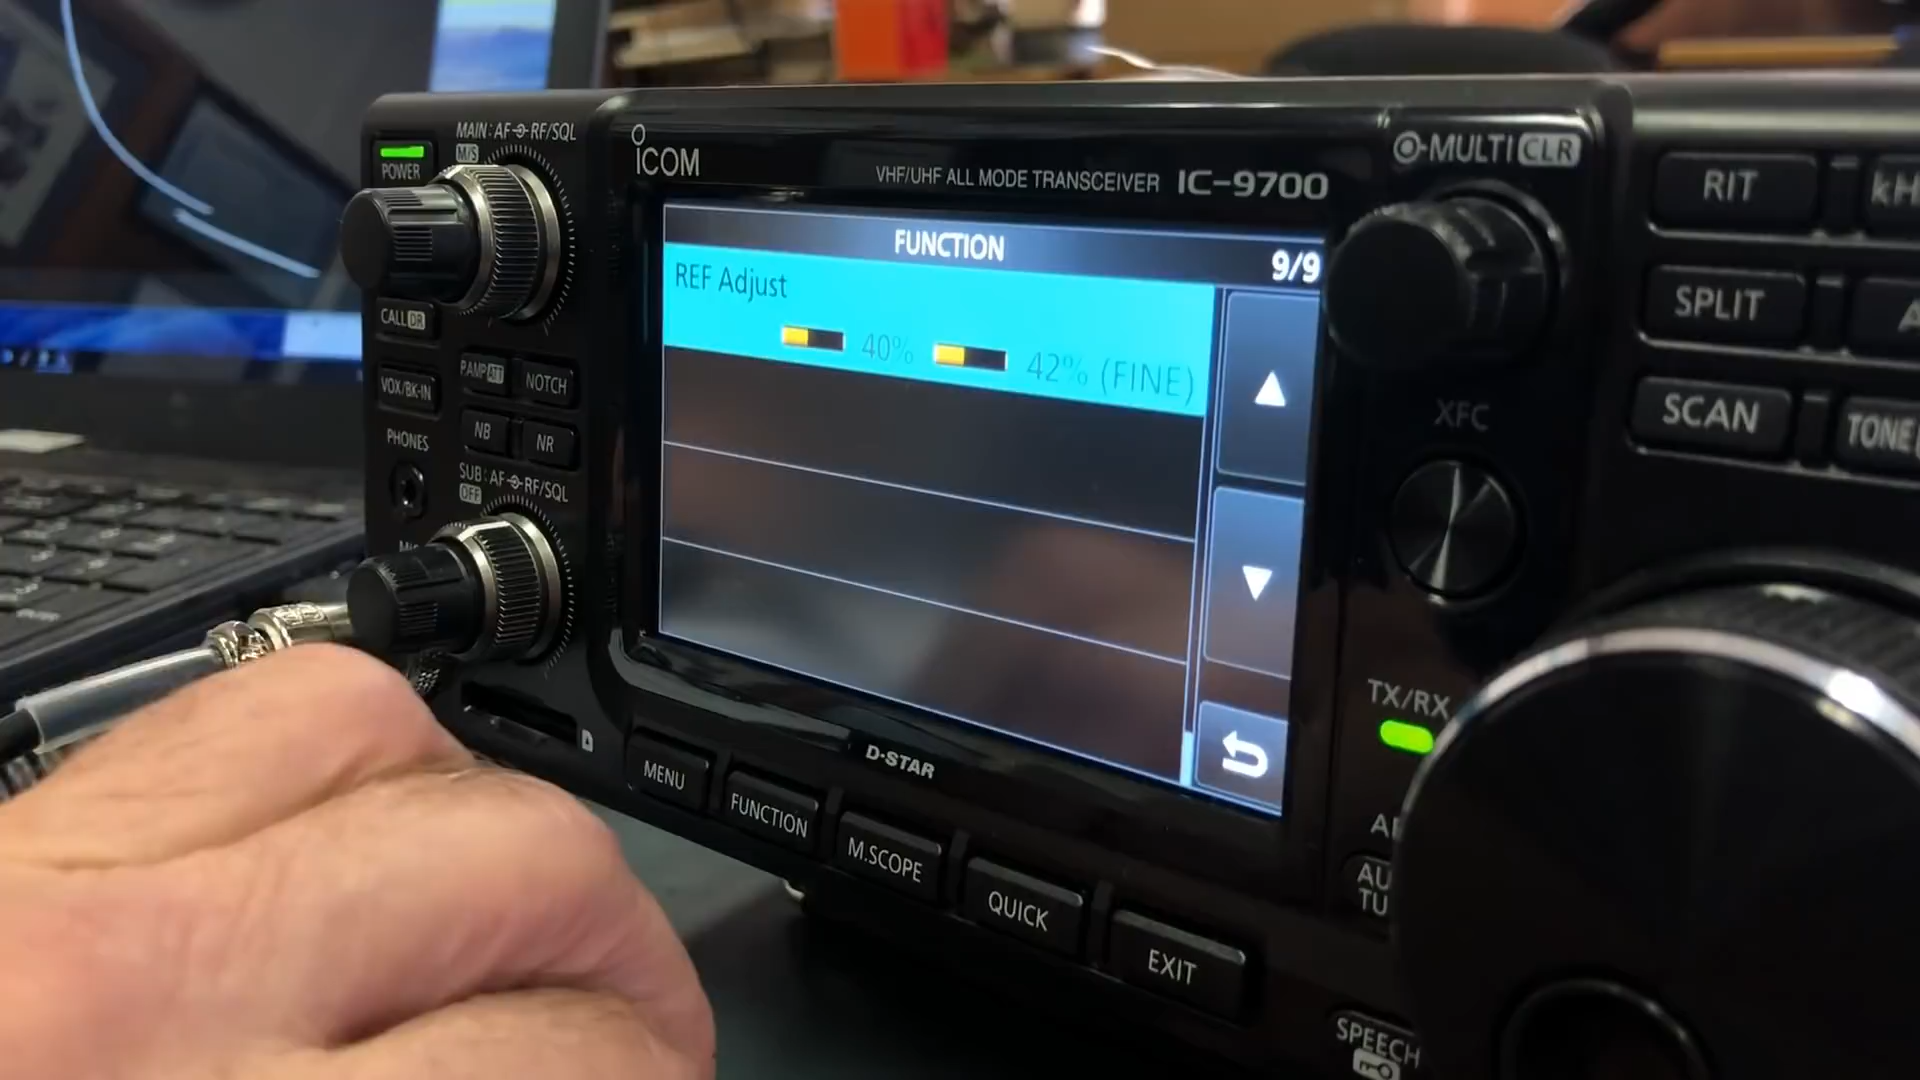 MAIN: AF RF/SQL
M/S
POWER
ICOM
VHF/UHF ALL MODE TRANSCEIVER IC-9700
MULTI CLR
RIT
FUNCTION
9/9
REF Adjust
40%
42% (FINE)
CALL DR
SPLIT
P.AMP ATT
NOTCH
VOX/BK-IN
NB
NR
PHONES
XFC
SCAN
TONE
SUB: AF RF/SQL
OFF
TX/RX
D-STAR
MENU
FUNCTION
M.SCOPE
QUICK
EXIT
SPEECH